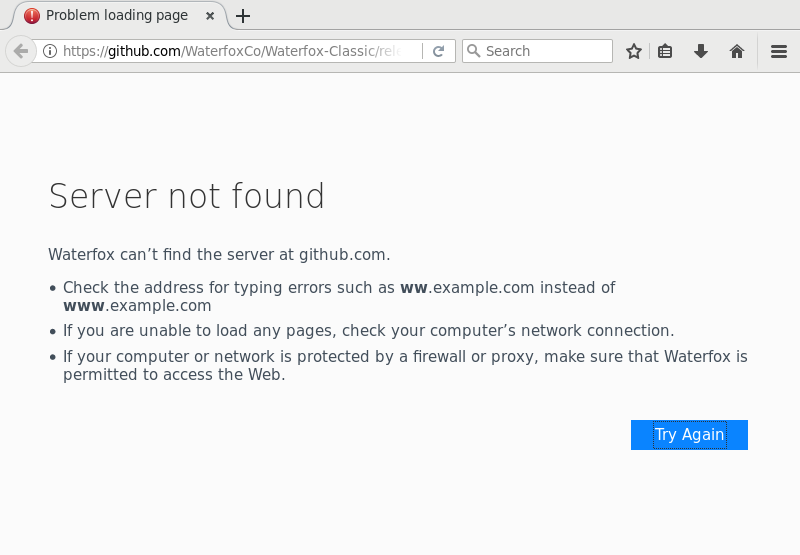 Problem loading page
https://github.com/WaterfoxCo/Waterfox-Classic/rele
Search
Server not found
Waterfox can’t find the server at github.com.
• Check the address for typing errors such as ww.example.com instead of
www.example.com
• If you are unable to load any pages, check your computer’s network connection.
• If your computer or network is protected by a firewall or proxy, make sure that Waterfox is
permitted to access the Web.
Try Again